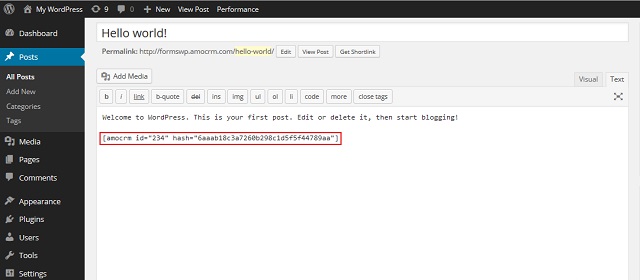 My WordPress 9 0 New View Post Performance
Dashboard
Posts
All Posts
Add New
Categories
Tags
Media
Pages
Comments
Appearance
Plugins
Users
Tools
Settings
Hello world!
Permalink: http://formswp.amocrm.com/hello-world/ Edit View Post Get Shortlink
Add Media
Visual Text
b i link b-quote del ins img ul ol li code more close tags
Welcome to WordPress. This is your first post. Edit or delete it, then start blogging!
[amocrm id="234" hash="6aaab18c3a7260b298c1d5f5f44789aa"]